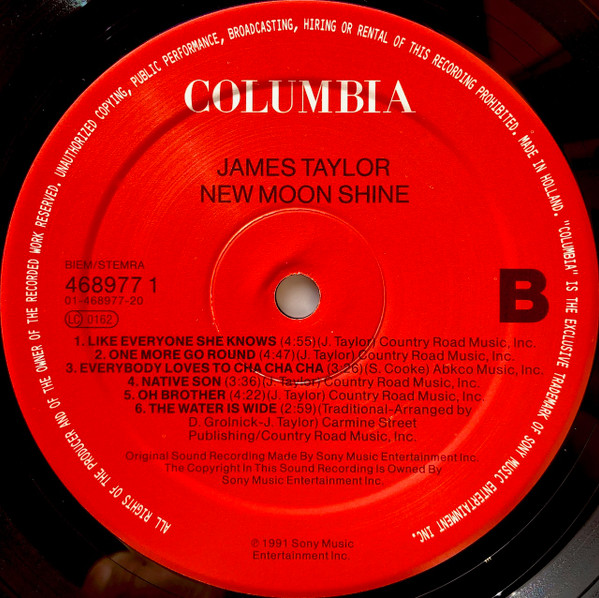 ALL RIGHTS OF THE PRODUCER AND OF THE OWNER OF THE RECORDED WORK RESERVED. UNAUTHORIZED COPYING, PUBLIC PERFORMANCE, BROADCASTING, HIRING OR RENTAL OF THIS RECORDING PROHIBITED. MADE IN HOLLAND. "COLUMBIA" IS THE EXCLUSIVE TRADEMARK OF SONY MUSIC ENTERTAINMENT INC.
COLUMBIA
JAMES TAYLOR
NEW MOON SHINE
BIEM/STEMRA
468977 1
01-468977-20
LC 0162
B
1. LIKE EVERYONE SHE KNOWS (4:55)(J. Taylor) Country Road Music, Inc.
2. ONE MORE GO ROUND (4:47)(J. Taylor) Country Road Music, Inc.
3. EVERYBODY LOVES TO CHA CHA CHA (3:26)(S. Cooke) Abkco Music, Inc.
4. NATIVE SON (3:36)(J. Taylor) Country Road Music, Inc.
5. OH BROTHER (4:22)(J. Taylor) Country Road Music, Inc.
6. THE WATER IS WIDE (2:59)(Traditional-Arranged by
D. Grolnick-J. Taylor) Carmine Street
Publishing/Country Road Music, Inc.
Original Sound Recording Made By Sony Music Entertainment Inc.
The Copyright In This Sound Recording is Owned By
Sony Music Entertainment Inc.
℗ 1991 Sony Music
Entertainment Inc.